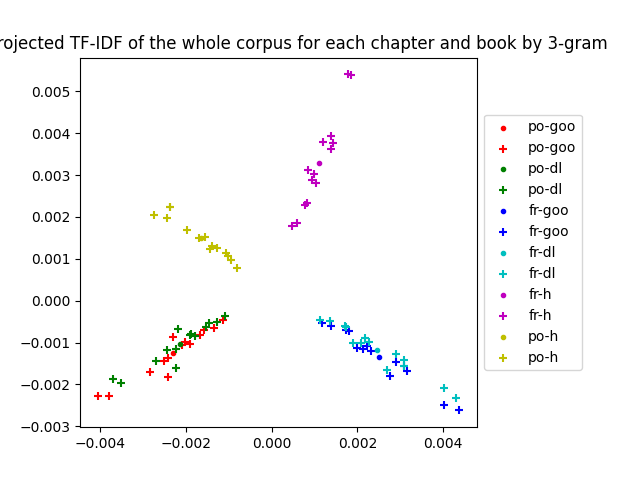 rojected TF-IDF of the whole corpus for each chapter and book by 3-gram
0.005
0.004
0.003
0.002
0.001
0.000
−0.001
−0.002
−0.003
−0.004
−0.002
0.000
0.002
0.004
po-goo
po-goo
po-dl
po-dl
fr-goo
fr-goo
fr-dl
fr-dl
fr-h
fr-h
po-h
po-h